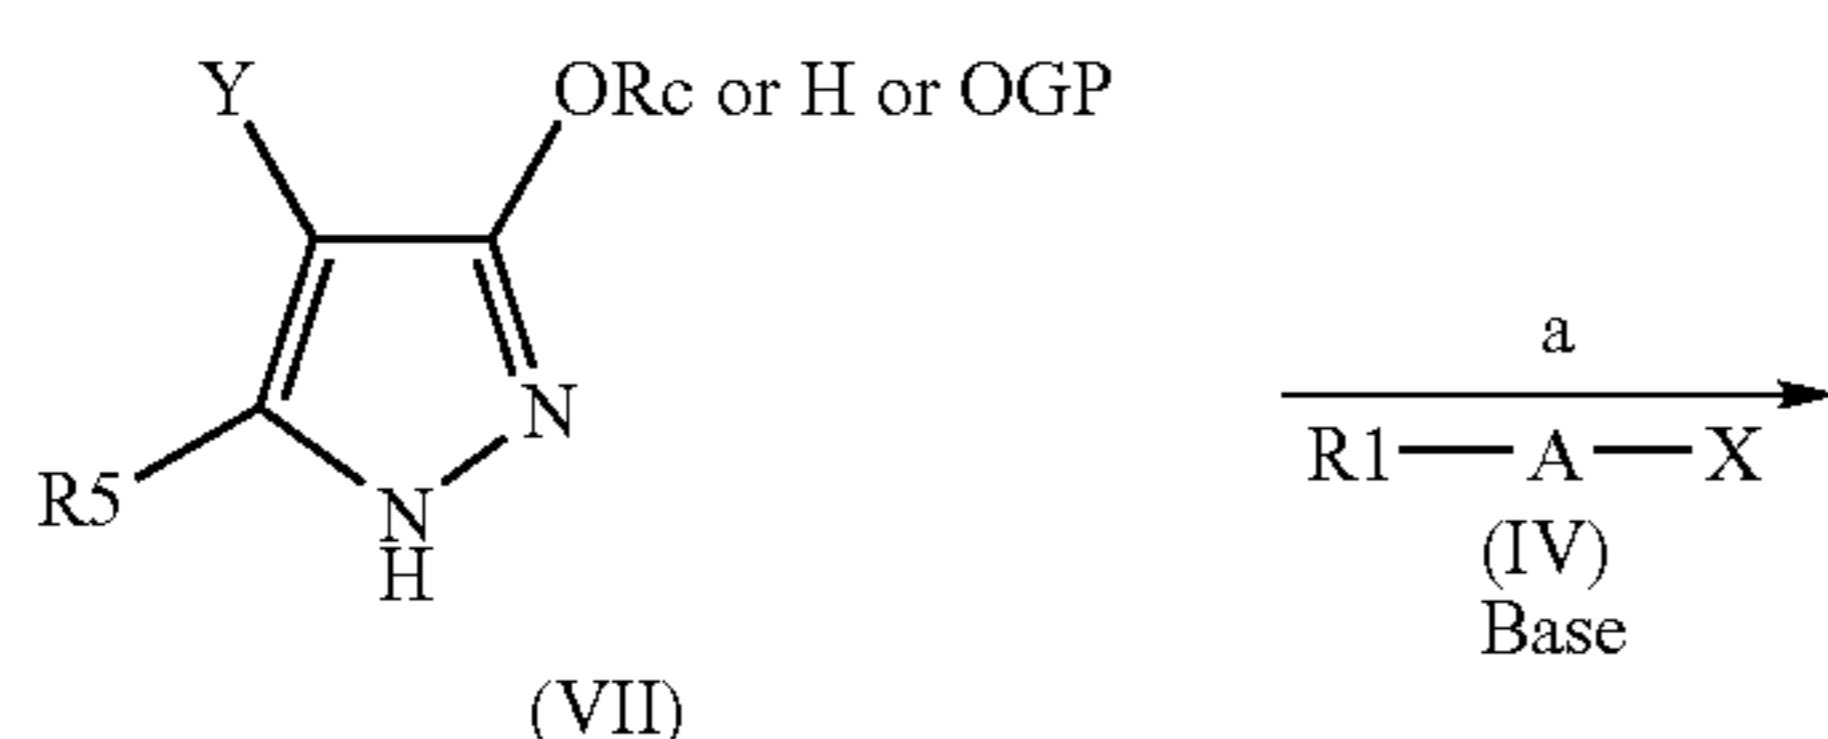 Y
ORc or H or OGP
a
N
R1—A—X
R5
N
H
(IV)
Base
(VII)